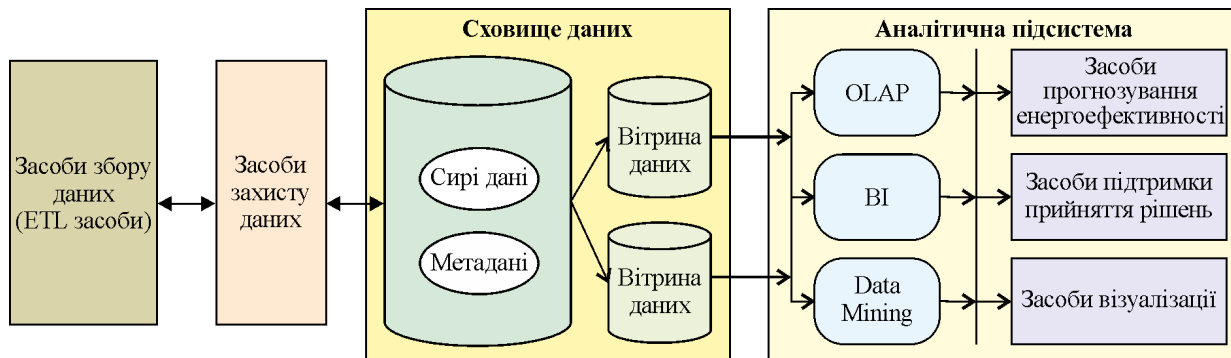 Засоби збору
даних
(ETL засоби)
Засоби
захисту
даних
Сховище даних
Сирі дані
Метадані
Вітрина
даних
Вітрина
даних
Аналітична підсистема
OLAP
BI
Data
Mining
Засоби
прогнозування
енергоефективності
Засоби підтримки
прийняття рішень
Засоби візуалізації